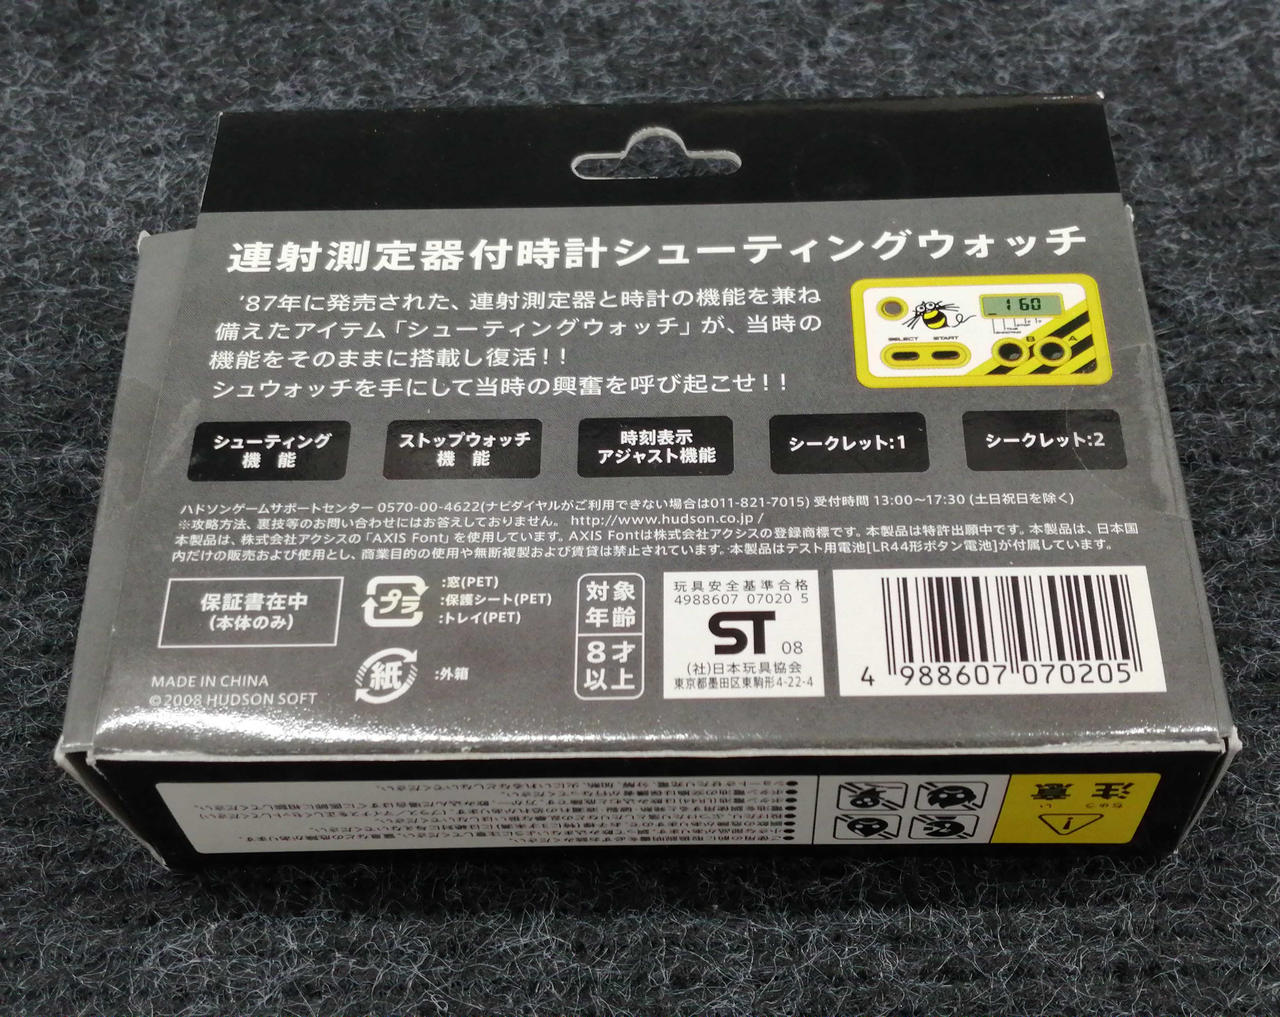 連射測定器付時計シューティングウォッチ
'87年に発売された、連射測定器と時計の機能を兼ね
備えたアイテム「シューティングウォッチ」が、当時の
機能をそのままに搭載し復活!!
シュウォッチを手にして当時の興奮を呼び起こせ!!
160
SELECT START
B A
シューティング
機 能
ストップウォッチ
機 能
時刻表示
アジャスト機能
シークレット:1
シークレット:2
ハドソンゲームサポートセンター 0570-00-4622(ナビダイヤルがご利用できない場合は011-821-7015) 受付時間 13:00~17:30 (土日祝日を除く)
※攻略方法、裏技等のお問い合わせにはお答えしておりません。 http://www.hudson.co.jp/
本製品は、株式会社アクシスの「AXIS Font」を使用しています。AXIS Fontは株式会社アクシスの登録商標です。本製品は特許出願中です。本製品は、日本国
内だけの販売および使用とし、商業目的の使用や無断複製および賃貸は禁止されています。本製品はテスト用電池[LR44形ボタン電池]が付属しています。
保証書在中
(本体のみ)
MADE IN CHINA
©2008 HUDSON SOFT
プラ
:窓(PET)
:保護シート(PET)
:トレイ(PET)
紙
:外箱
対象
年齢
8才
以上
玩具安全基準合格
4988607 07020 5
ST 08
(社)日本玩具協会
東京都墨田区東駒形4-22-4
4 988607 070205
注意
ちゅう い